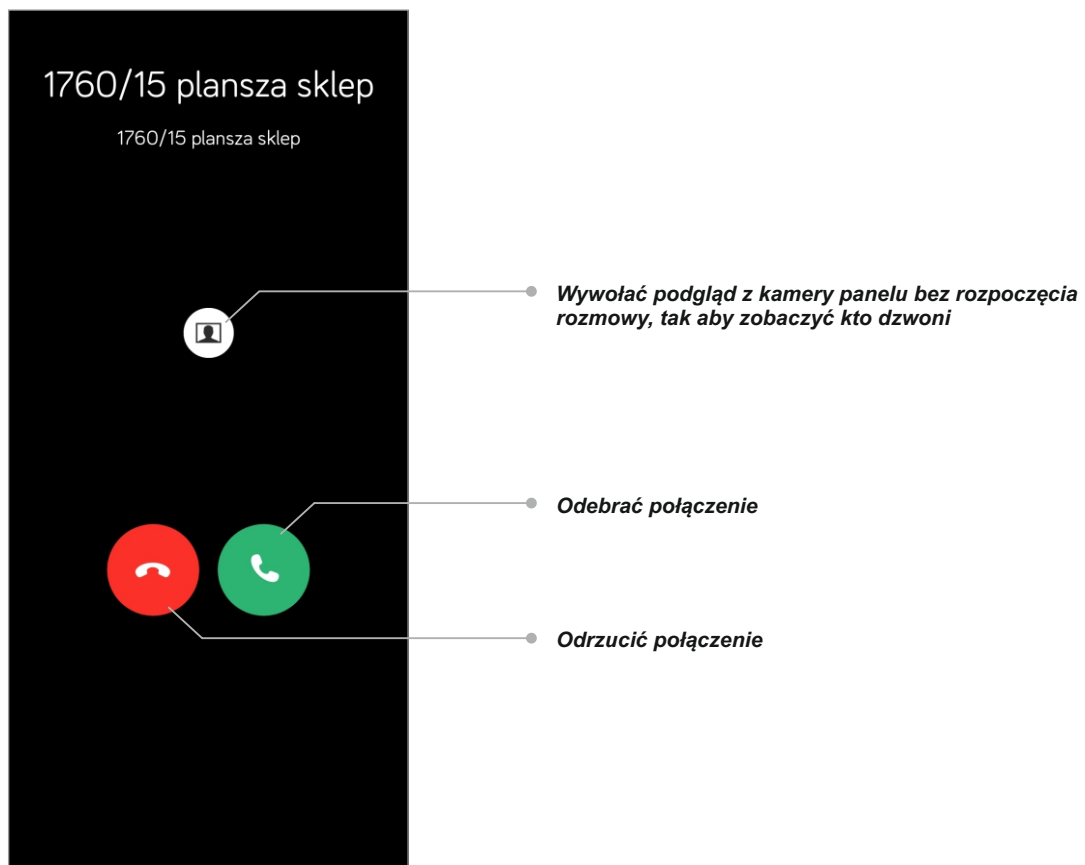 1760/15 plansza sklep
1760/15 plansza sklep
Wywołać podgląd z kamery panelu bez rozpoczęcia
rozmowy, tak aby zobaczyć kto dzwoni
Odebrać połączenie
Odrzucić połączenie